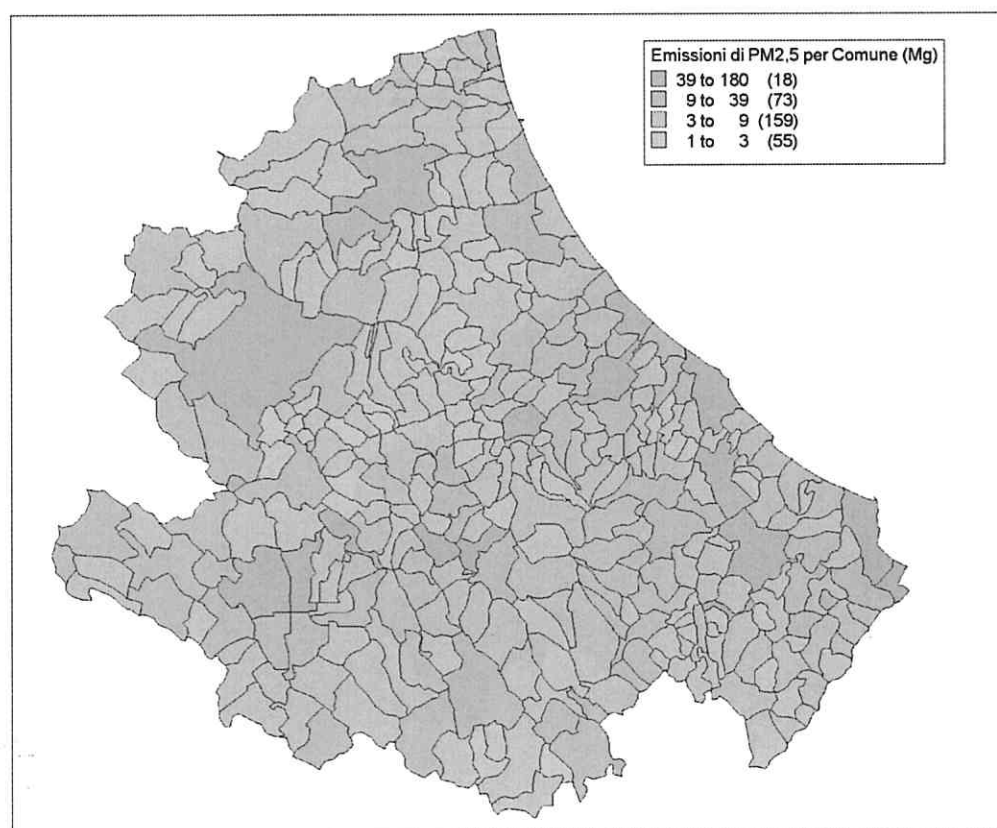 Emissioni di PM2,5 per Comune (Mg)
39 to 180 (18)
9 to 39 (73)
3 to 9 (159)
1 to 3 (55)